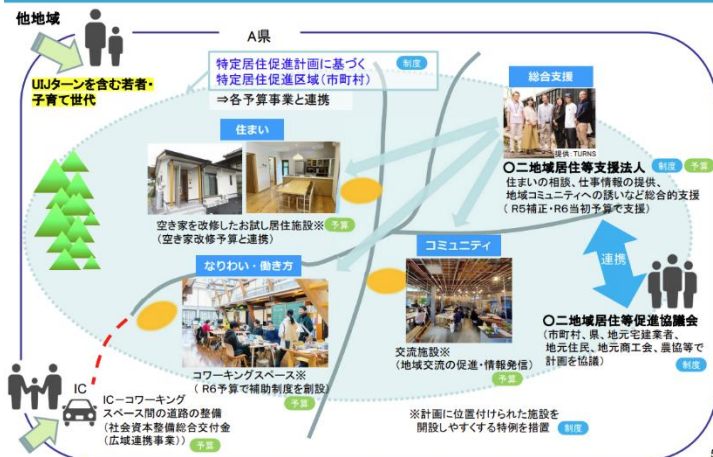 他地域
UIJターンを含む若者・
子育て世代
A県
特定居住促進計画に基づく
特定居住促進区域(市町村)
制度
⇒各予算事業と連携
住まい
空き家を改修したお試し居住施設※
(空き家改修予算と連携)
予算
総合支援
提供:TURNS
〇二地域居住等支援法人
制度
予算
住まいの相談、仕事情報の提供、
地域コミュニティへの誘いなど総合的支援
( R5補正・R6当初予算で支援)
連携
〇二地域居住等促進協議会
(市町村、県、地元宅建業者、
地元住民、地元商工会、農協等で
計画を協議)
制度
なりわい・働き方
コワーキングスペース※
( R6予算で補助制度を創設)
予算
コミュニティ
交流施設※
(地域交流の促進・情報発信)
予算
IC
IC-コワーキング
スペース間の道路の整備
(社会資本整備総合交付金
(広域連携事業))
予算
※計画に位置付けられた施設を
開設しやすくする特例を措置
制度